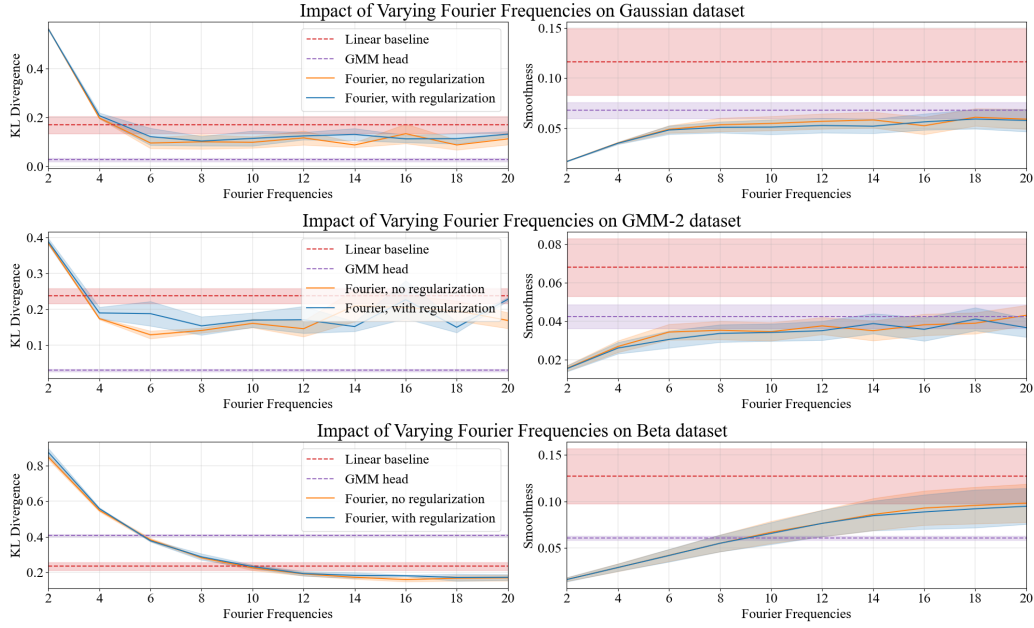 Impact of Varying Fourier Frequencies on Gaussian dataset
KL Divergence
0.4
0.2
0.0
Linear baseline
GMM head
Fourier, no regularization
Fourier, with regularization
2 4 6 8 10 12 14 16 18 20
Fourier Frequencies
Smoothness
0.15
0.10
0.05
2 4 6 8 10 12 14 16 18 20
Fourier Frequencies
Impact of Varying Fourier Frequencies on GMM-2 dataset
KL Divergence
0.4
0.3
0.2
0.1
Linear baseline
GMM head
Fourier, no regularization
Fourier, with regularization
2 4 6 8 10 12 14 16 18 20
Fourier Frequencies
Smoothness
0.08
0.06
0.04
0.02
2 4 6 8 10 12 14 16 18 20
Fourier Frequencies
Impact of Varying Fourier Frequencies on Beta dataset
KL Divergence
0.8
0.6
0.4
0.2
Linear baseline
GMM head
Fourier, no regularization
Fourier, with regularization
2 4 6 8 10 12 14 16 18 20
Fourier Frequencies
Smoothness
0.15
0.10
0.05
2 4 6 8 10 12 14 16 18 20
Fourier Frequencies